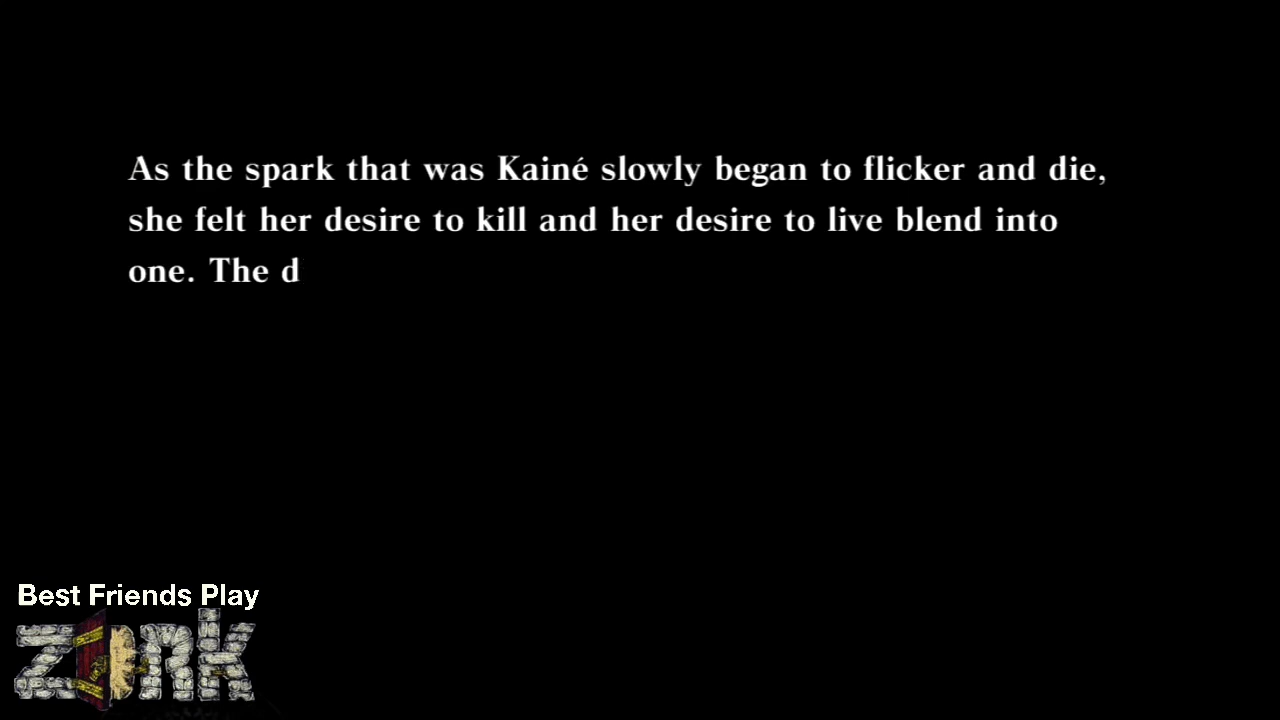 As the spark that was Kainé slowly began to flicker and die,
she felt her desire to kill and her desire to live blend into
one. The d
Best Friends Play
ZORK